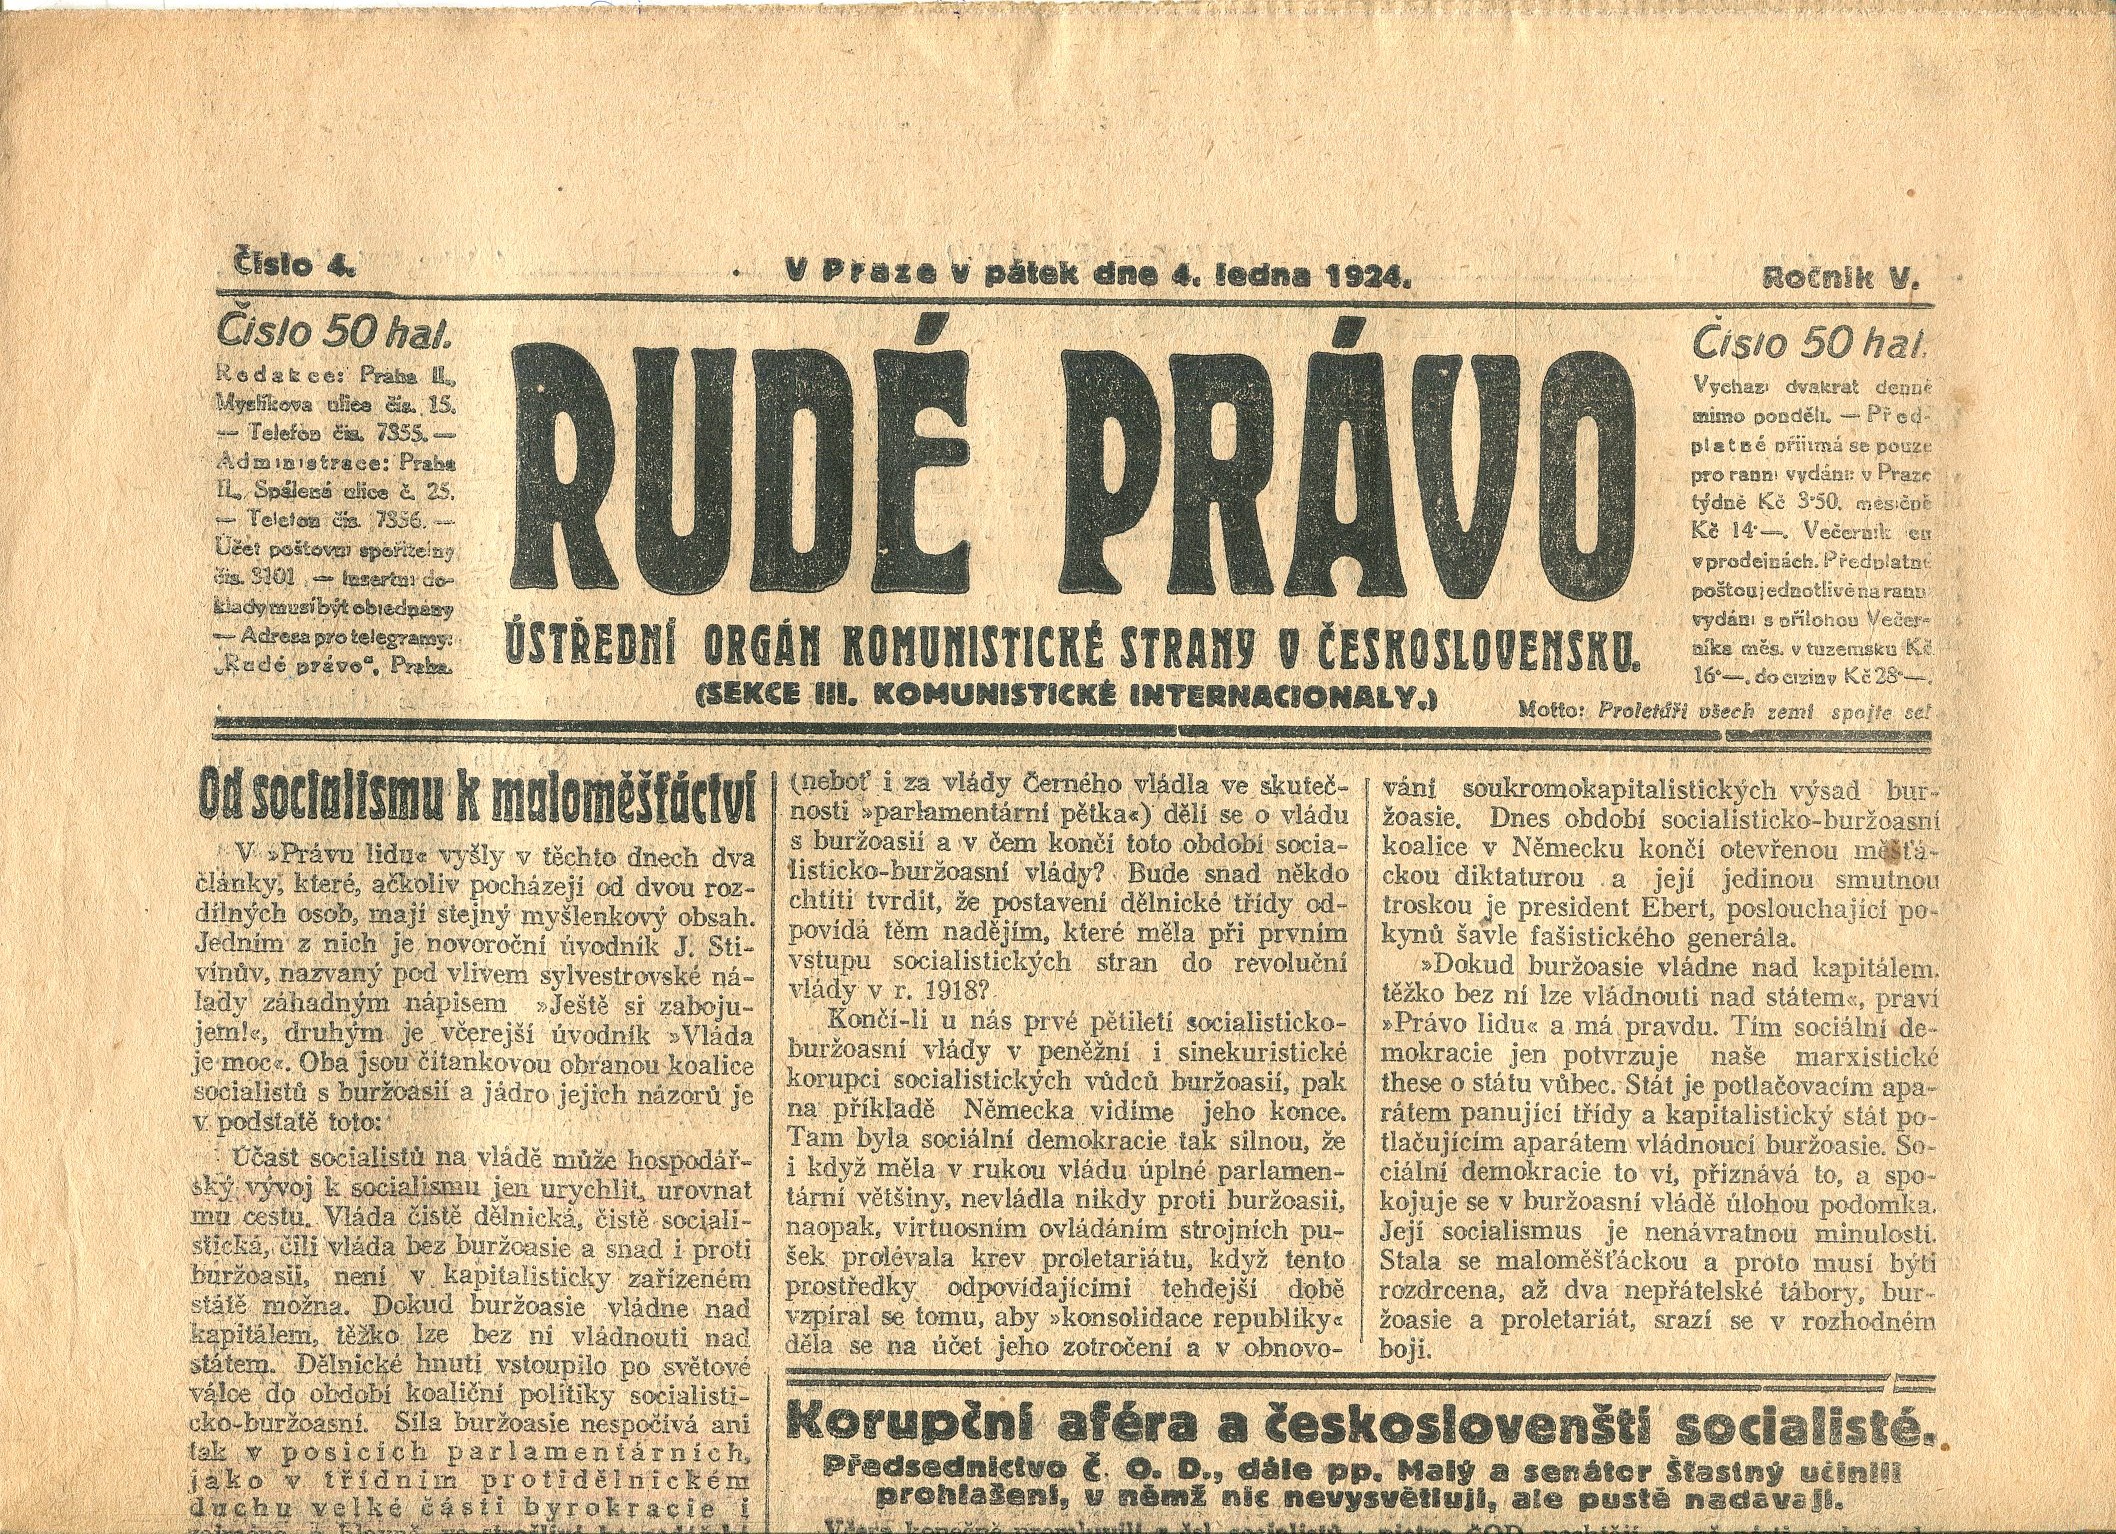 Číslo 4.
V Praze v pátek dne 4. ledna 1924.
Ročník V.
Číslo 50 hal.
Redakce: Praha II.,
Myslíkova ulice čís. 15.
— Telefon čís. 7355. —
Administrace: Praha
II., Spálená ulice č. 25.
— Telefon čís. 7356. —
Účet poštovní spořitelny
čís. 3101 — Insertní do-
klady musí být objednány
— Adresa pro telegramy:
„Rudé právo“, Praha.
RUDÉ PRÁVO
ÚSTŘEDNÍ ORGÁN KOMUNISTICKÉ STRANY V ČESKOSLOVENSKU.
(SEKCE III. KOMUNISTICKÉ INTERNACIONALY.)
Číslo 50 hal.
Vychází dvakrát denně
mimo pondělí. — Před-
platné přijímá se pouze
pro ranní vydání: v Praze
týdně Kč 3·50, měsíčně
Kč 14·—. Večerník en
v prodejnách. Předplatné
poštou jednotlivě na ranní
vydání s přílohou Večer-
níka měs. v tuzemsku Kč
16·—, do ciziny Kč 28·—.
Motto: Proletáři všech zemí spojte se!
Od socialismu k maloměšťáctví
V »Právu lidu« vyšly v těchto dnech dva
články, které, ačkoliv pocházejí od dvou roz-
dílných osob, mají stejný myšlenkový obsah.
Jedním z nich je novoroční úvodník J. Sti-
vínův, nazvaný pod vlivem sylvestrovské ná-
lady záhadným nápisem »Ještě si zaboju-
jem!«, druhým je včerejší úvodník »Vláda
je moc«. Oba jsou čítankovou obranou koalice
socialistů s buržoasií a jádro jejich názorů je
v podstatě toto:
Účast socialistů na vládě může hospodář-
ský vývoj k socialismu jen urychlit, urovnat
mu cestu. Vláda čistě dělnická, čistě sociali-
stická, čili vláda bez buržoasie a snad i proti
buržoasii, není v kapitalisticky zařízeném
státě možna. Dokud buržoasie vládne nad
kapitálem, těžko lze bez ní vládnouti nad
státem. Dělnické hnutí vstoupilo po světové
válce do období koaliční politiky socialisti-
cko-buržoasní. Síla buržoasie nespočívá ani
tak v posicích parlamentárních,
jako v třídním protidělnickém
duchu velké části byrokracie i
(neboť i za vlády Černého vládla ve skuteč-
nosti »parlamentární pětka«) dělí se o vládu
s buržoasií a v čem končí toto období socia-
listicko-buržoasní vlády? Bude snad někdo
chtíti tvrdit, že postavení dělnické třídy od-
povídá těm nadějím, které měla při prvním
vstupu socialistických stran do revoluční
vlády v r. 1918?
Končí-li u nás prvé pětiletí socialisticko-
buržoasní vlády v peněžní i sinekuristické
korupci socialistických vůdců buržoasií, pak
na příkladě Německa vidíme jeho konce.
Tam byla sociální demokracie tak silnou, že
i když měla v rukou vládu úplné parlamen-
tární většiny, nevládla nikdy proti buržoasii,
naopak, virtuosním ovládáním strojních pu-
šek prolévala krev proletariátu, když tento
prostředky odpovídajícími tehdejší době
vzpíral se tomu, aby »konsolidace republiky«
děla se na účet jeho zotročení a v obnovo-
vání soukromokapitalistických výsad bur-
žoasie. Dnes období socialisticko-buržoasní
koalice v Německu končí otevřenou měšťá-
ckou diktaturou a její jedinou smutnou
troskou je president Ebert, poslouchající po-
kynů šavle fašistického generála.
»Dokud buržoasie vládne nad kapitálem,
těžko bez ní lze vládnouti nad státem«, praví
»Právo lidu« a má pravdu. Tím sociální de-
mokracie jen potvrzuje naše marxistické
these o státu vůbec. Stát je potlačovacím apa-
rátem panující třídy a kapitalistický stát po-
tlačujícím aparátem vládnoucí buržoasie. So-
ciální demokracie to ví, přiznává to, a spo-
kojuje se v buržoasní vládě úlohou podomka.
Její socialismus je nenávratnou minulostí.
Stala se maloměšťáckou a proto musí býti
rozdrcena, až dva nepřátelské tábory, bur-
žoasie a proletariát, srazí se v rozhodném
boji.
Korupční aféra a českoslovenští socialisté.
Předsednictvo Č. O. D., dále pp. Malý a senátor Šťastný učinili
prohlášení, v němž nic nevysvětlují, ale pustě nadávají.